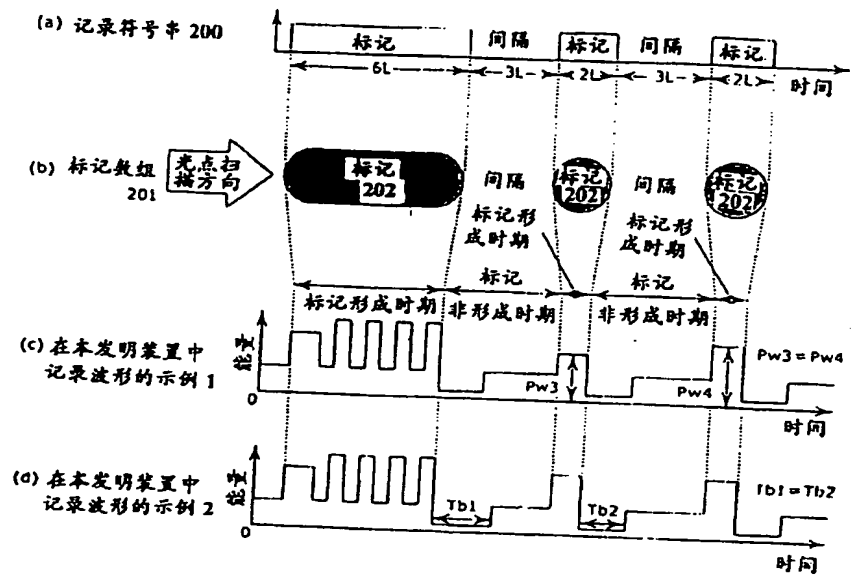 (a) 记录符号串 200
标记 间隔 标记 间隔 标记
6L 3L 2L 3L 2L 时间
(b) 标记数组
201
光点扫
描方向
标记
202
间隔
标记
202
间隔
标记
202
标记形
成时期
标记形
成时期
标记形成时期
标记
非形成时期
标记
非形成时期
(c) 在本发明装置中
记录波形的示例 1
能量
0
Pw3
Pw4
Pw3=Pw4
时间
(d) 在本发明装置中
记录波形的示例 2
能量
0
Tb1
Tb2
Tb1=Tb2
时间